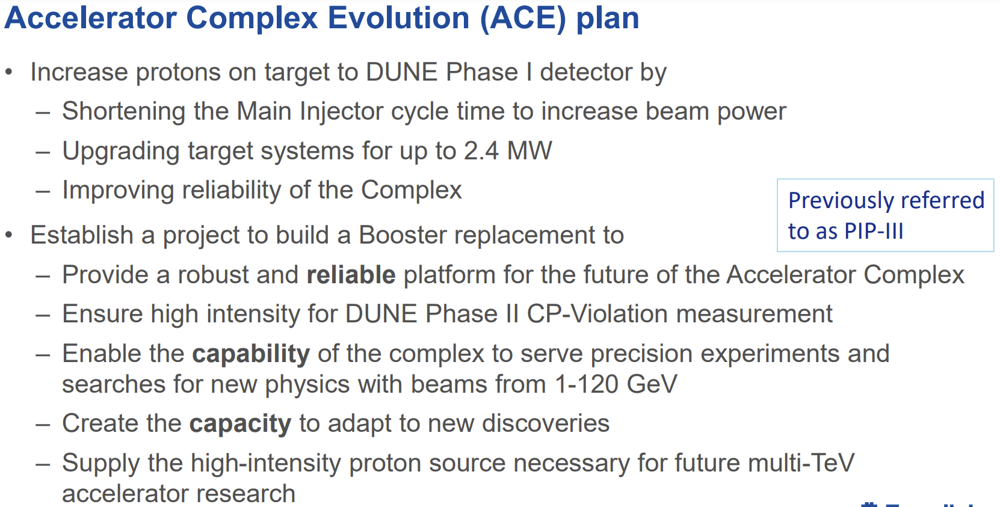 Accelerator Complex Evolution (ACE) plan
• Increase protons on target to DUNE Phase I detector by
– Shortening the Main Injector cycle time to increase beam power
– Upgrading target systems for up to 2.4 MW
– Improving reliability of the Complex
Previously referred
to as PIP-III
• Establish a project to build a Booster replacement to
– Provide a robust and reliable platform for the future of the Accelerator Complex
– Ensure high intensity for DUNE Phase II CP-Violation measurement
– Enable the capability of the complex to serve precision experiments and
searches for new physics with beams from 1-120 GeV
– Create the capacity to adapt to new discoveries
– Supply the high-intensity proton source necessary for future multi-TeV
accelerator research